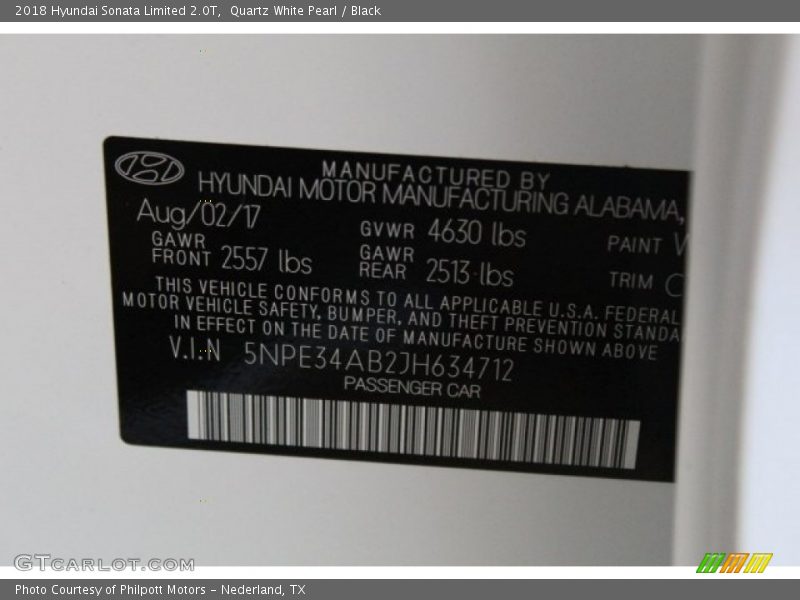 2018 Hyundai Sonata Limited 2.0T,  Quartz White Pearl / Black
MANUFACTURED BY
HYUNDAI MOTOR MANUFACTURING ALABAMA,
Aug/02/17
GVWR 4630 lbs
PAINT
GAWR FRONT 2557 lbs
GAWR REAR 2513 lbs
TRIM
THIS VEHICLE CONFORMS TO ALL APPLICABLE U.S.A. FEDERAL
MOTOR VEHICLE SAFETY, BUMPER, AND THEFT PREVENTION STANDA
IN EFFECT ON THE DATE OF MANUFACTURE SHOWN ABOVE
V.I.N 5NPE34AB2JH634712
PASSENGER CAR
GTCARLOT.COM
Photo Courtesy of Philpott Motors - Nederland, TX